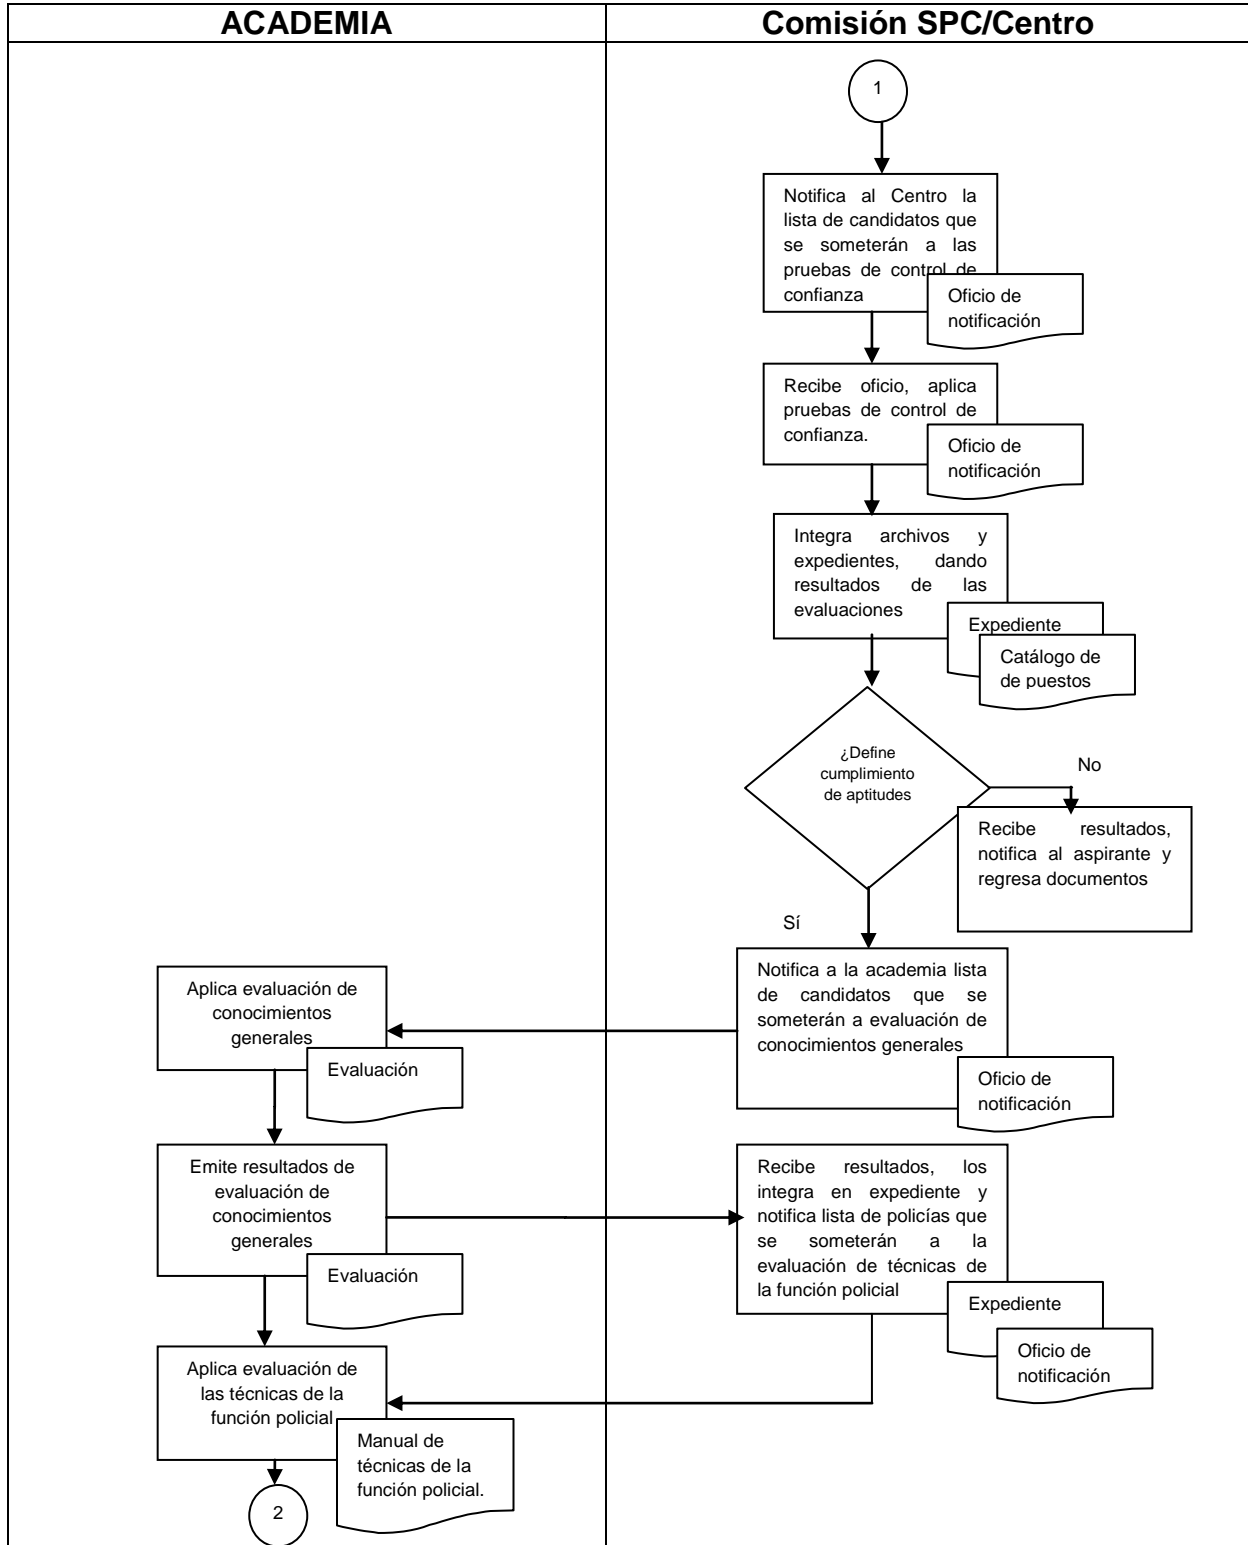 ACADEMIA
Comisión SPC/Centro
1
Notifica al Centro la
lista de candidatos que
se someterán a las
pruebas de control de
confianza
Oficio de
notificación
Recibe oficio, aplica
pruebas de control de
confianza.
Oficio de
notificación
Integra archivos y
expedientes, dando
resultados de las
evaluaciones
Expediente
Catálogo de
de puestos
¿Define
cumplimiento
de aptitudes
No
Recibe resultados,
notifica al aspirante y
regresa documentos
Sí
Notifica a la academia lista
de candidatos que se
someterán a evaluación de
conocimientos generales
Oficio de
notificación
Aplica evaluación de
conocimientos
generales
Evaluación
Emite resultados de
evaluación de
conocimientos
generales
Evaluación
Recibe resultados, los
integra en expediente y
notifica lista de policías que
se someterán a la
evaluación de técnicas de
la función policial
Expediente
Oficio de
notificación
Aplica evaluación de
las técnicas de la
función policial
Manual de
técnicas de la
función policial.
2